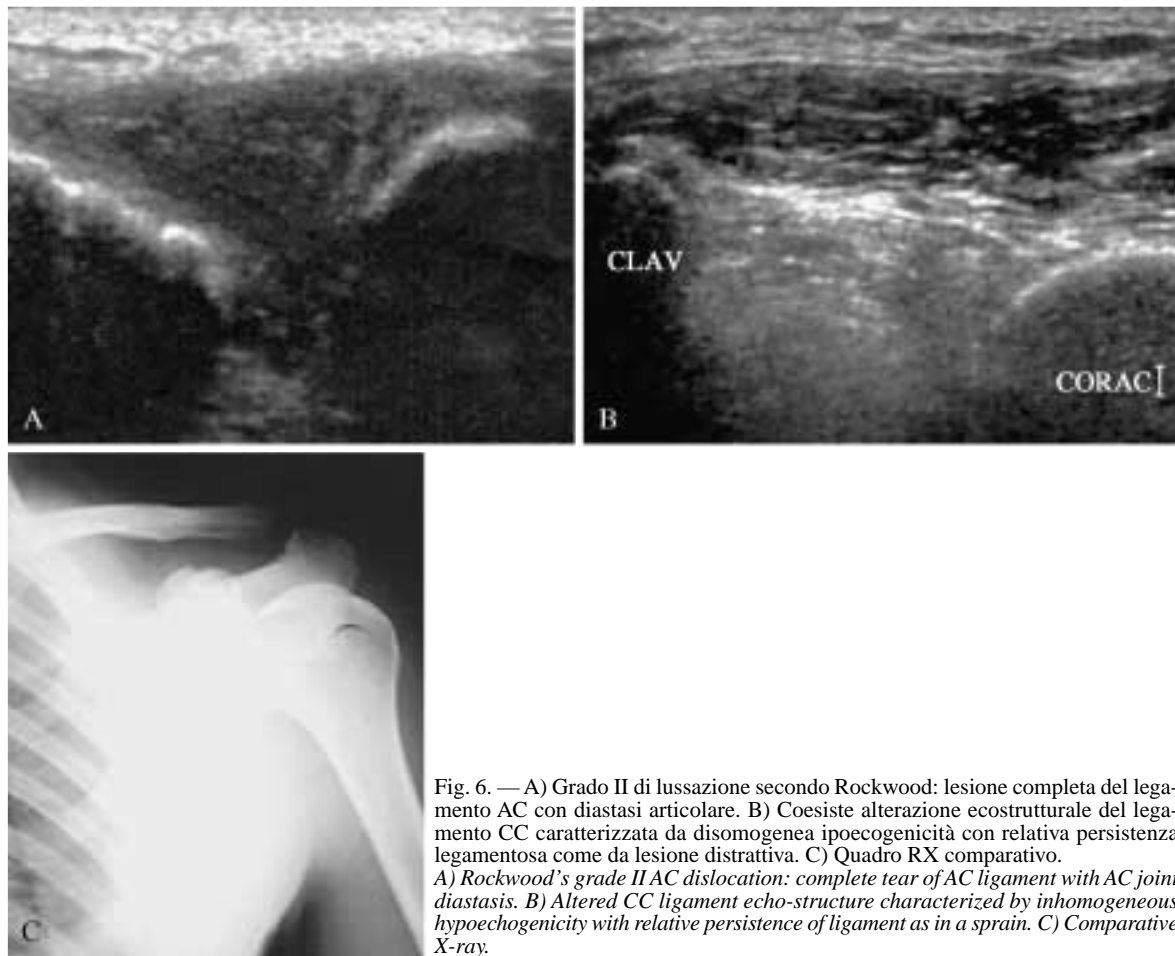 A
B
CLAV
CORAC
C
Fig. 6. — A) Grado II di lussazione secondo Rockwood: lesione completa del lega-
mento AC con diastasi articolare. B) Coesiste alterazione ecostrutturale del lega-
mento CC caratterizzata da disomogenea ipoecogenicità con relativa persistenza
legamentosa come da lesione distrattiva. C) Quadro RX comparativo.
A) Rockwood's grade II AC dislocation: complete tear of AC ligament with AC joint
diastasis. B) Altered CC ligament echo-structure characterized by inhomogeneous
hypoechogenicity with relative persistence of ligament as in a sprain. C) Comparative
X-ray.